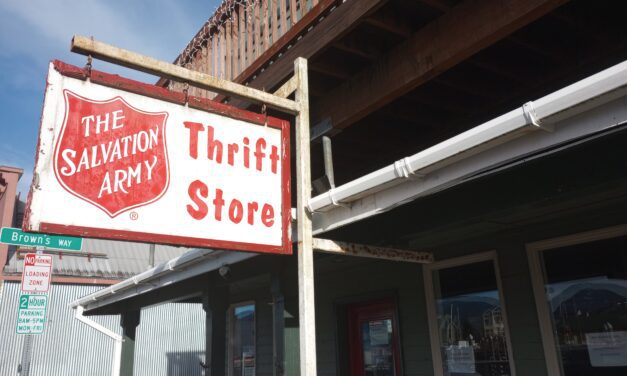 THE
SALVATION
ARMY
®
Thrift
Store
Brown's WAY
NO PARKING
LOADING
ZONE
2 HOUR
PARKING
8AM-5PM
MON-FRI